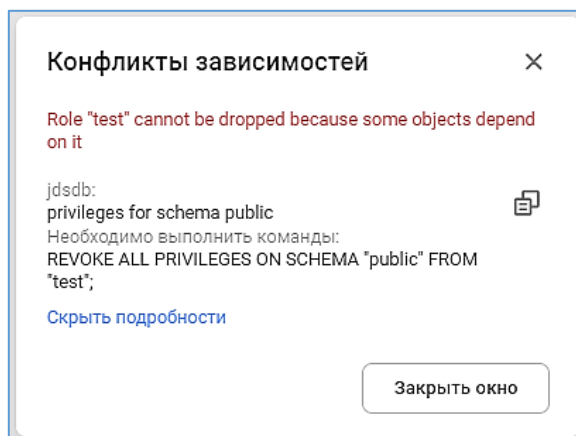 Конфликты зависимостей
Role "test" cannot be dropped because some objects depend
on it
jdsdb:
privileges for schema public
Необходимо выполнить команды:
REVOKE ALL PRIVILEGES ON SCHEMA "public" FROM
"test";
Скрыть подробности
Закрыть окно